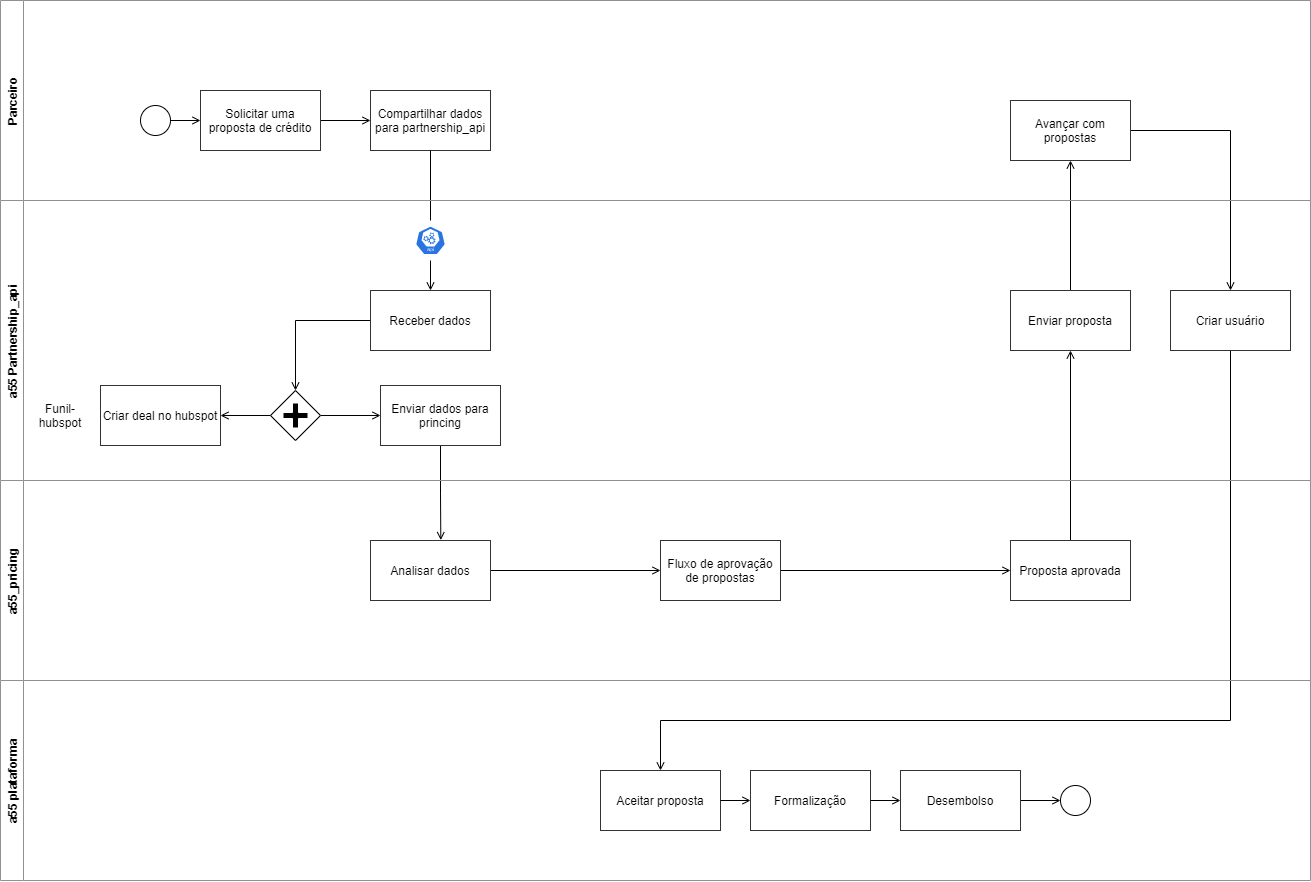 Parceiro
Solicitar uma
proposta de crédito
Compartilhar dados
para partnership_api
Avançar com
propostas
a55 Partnership_api
Receber dados
Enviar proposta
Criar usuário
Funil-
hubspot
Criar deal no hubspot
Enviar dados para
princing
a55_pricing
Analisar dados
Fluxo de aprovação
de propostas
Proposta aprovada
a55 plataforma
Aceitar proposta
Formalização
Desembolso